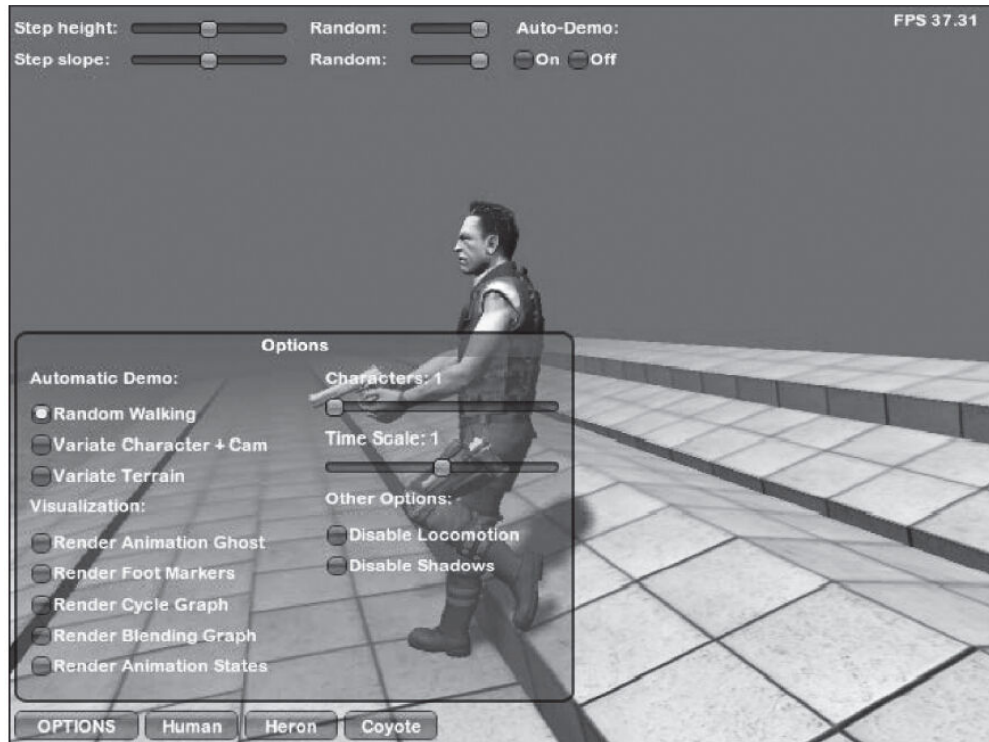 Step height: Random: Auto-Demo: FPS 37.31
Step slope: Random: On Off
Options
Automatic Demo:
Random Walking
Variate Character + Cam
Variate Terrain
Visualization:
Render Animation Ghost
Render Foot Markers
Render Cycle Graph
Render Blending Graph
Render Animation States
Characters: 1
Time Scale: 1
Other Options:
Disable Locomotion
Disable Shadows
OPTIONS Human Heron Coyote